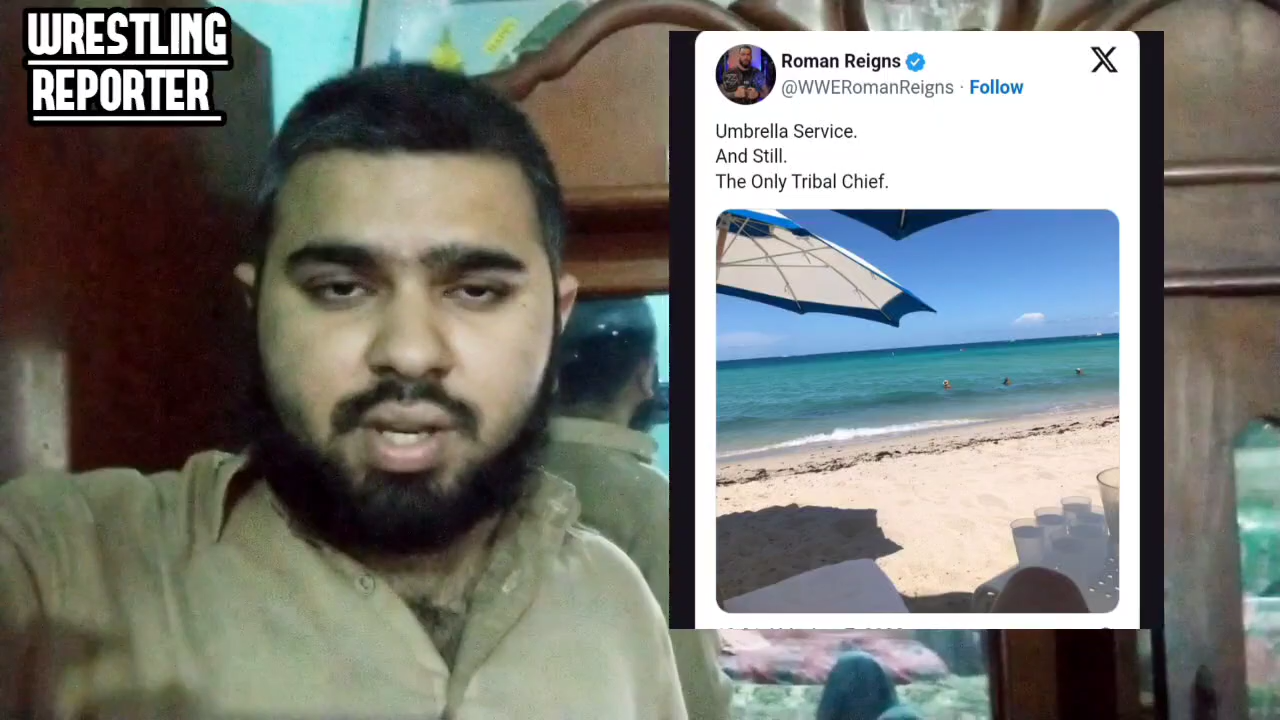 WRESTLING
REPORTER
Roman Reigns
@WWERomanReigns · Follow
Umbrella Service.
And Still.
The Only Tribal Chief.